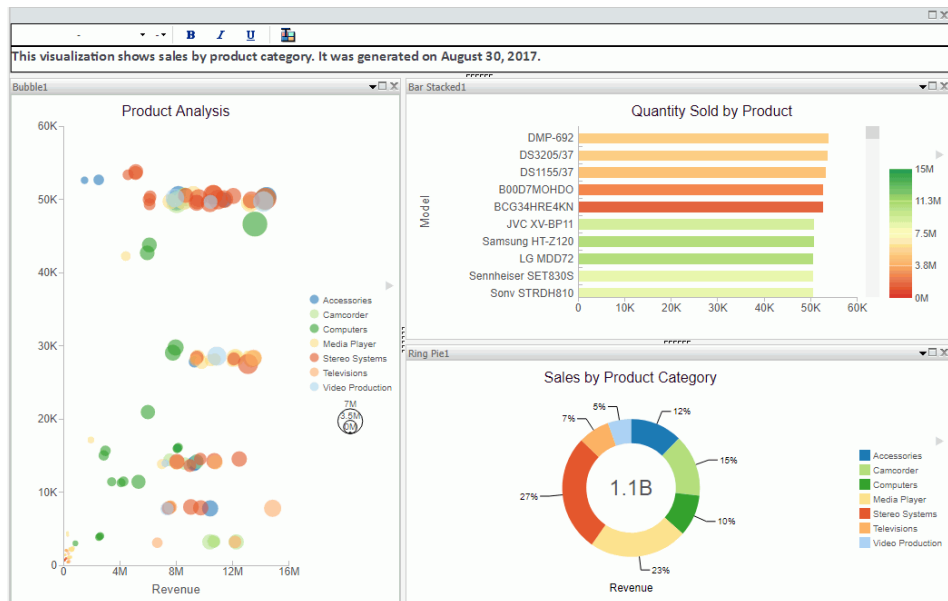 B I U
This visualization shows sales by product category. It was generated on August 30, 2017.
Bubble1
Product Analysis
60K
50K
40K
30K
20K
10K
0
0 4M 8M 12M 16M
Revenue
Accessories
Camcorder
Computers
Media Player
Stereo Systems
Televisions
Video Production
7M
3.5M
0M
Bar Stacked1
Quantity Sold by Product
Model
DMP-692
DS3205/37
DS1155/37
B00D7MOHDO
BCG34HRE4KN
JVC XV-BP11
Samsung HT-Z120
LG MDD72
Sennheiser SET830S
Sony STRDH810
0 10K 20K 30K 40K 50K 60K
15M
11.3M
7.5M
3.8M
0M
Ring Pie1
Sales by Product Category
5%
12%
7%
15%
27%
1.1B
10%
23%
Revenue
Accessories
Camcorder
Computers
Media Player
Stereo Systems
Televisions
Video Production